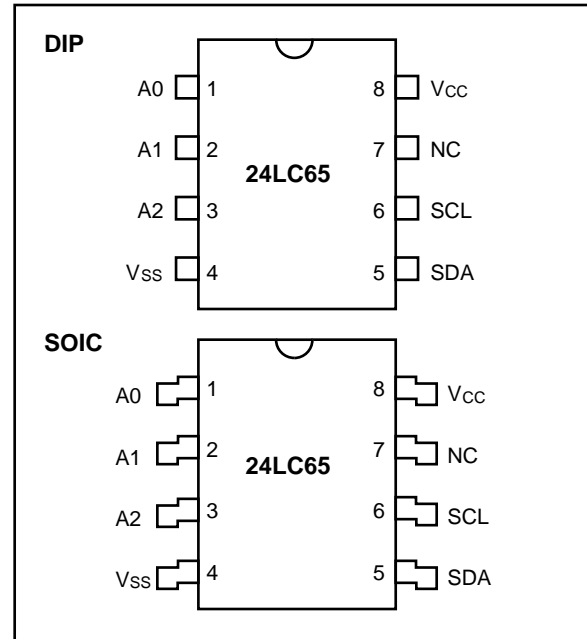 DIP
A0 1 8 VCC
A1 2 7 NC
24LC65
A2 3 6 SCL
VSS 4 5 SDA
SOIC
A0 1 8 VCC
A1 2 7 NC
24LC65
A2 3 6 SCL
VSS 4 5 SDA